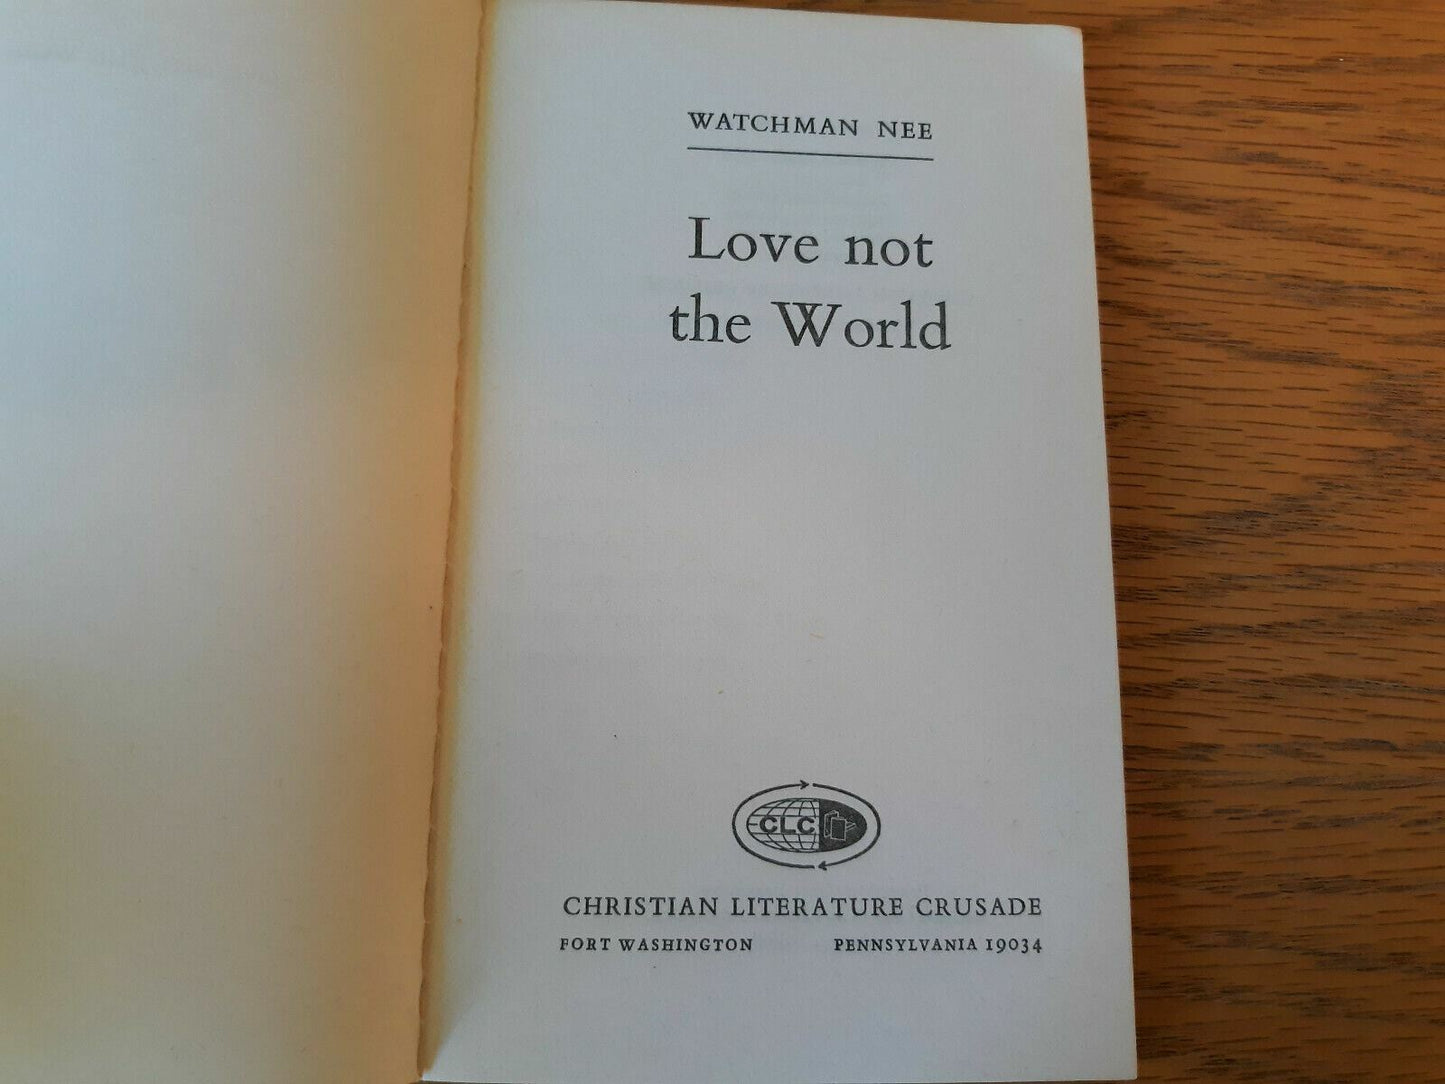 WATCHMAN NEE
Love not
the World
CLC
CHRISTIAN LITERATURE CRUSADE
FORT WASHINGTON PENNSYLVANIA 19034